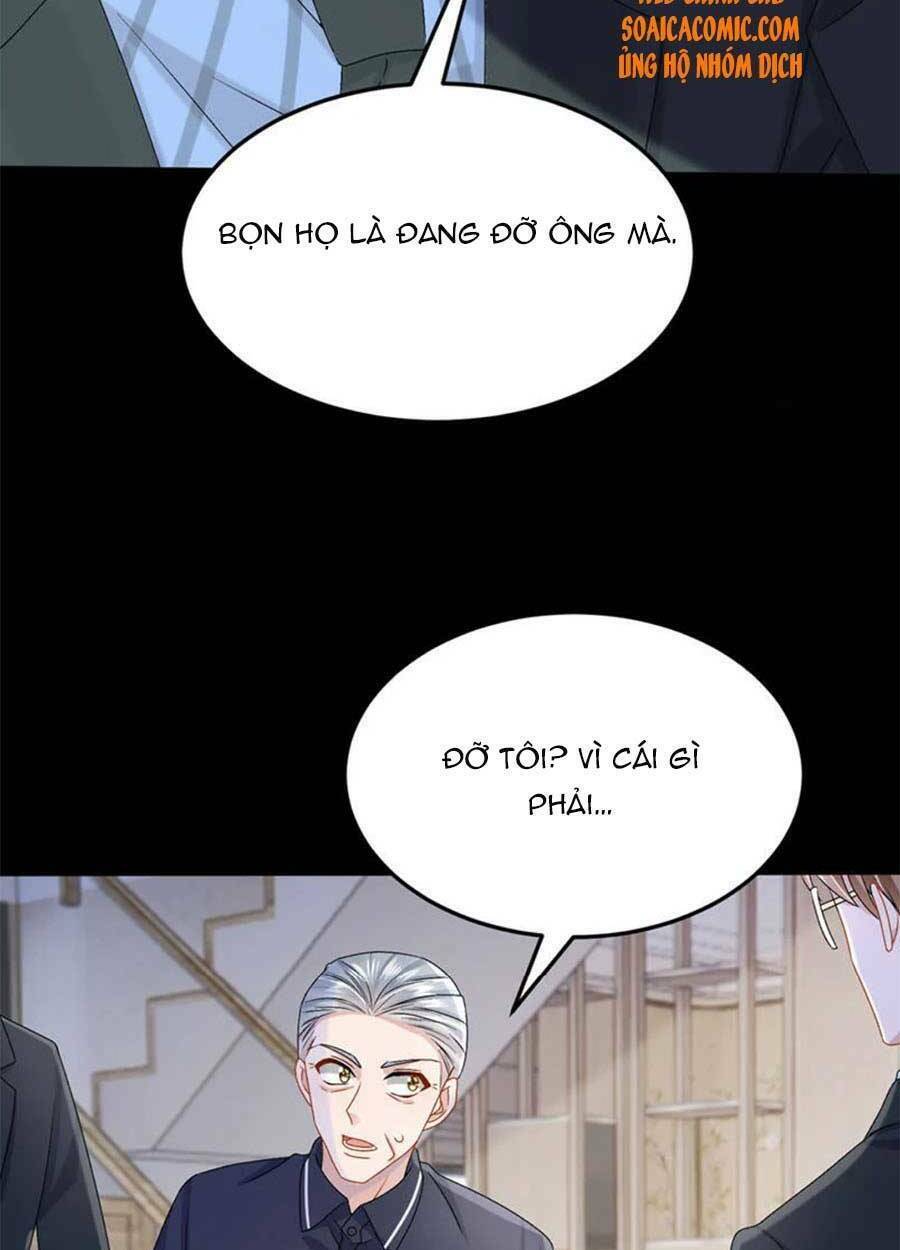 SOAICACOMIC.COM
ỦNG HỘ NHÓM DỊCH
BỌN HỌ LÀ ĐANG ĐỠ ÔNG MÀ.
ĐỠ TÔI? VÌ CÁI GÌ
PHẢI...